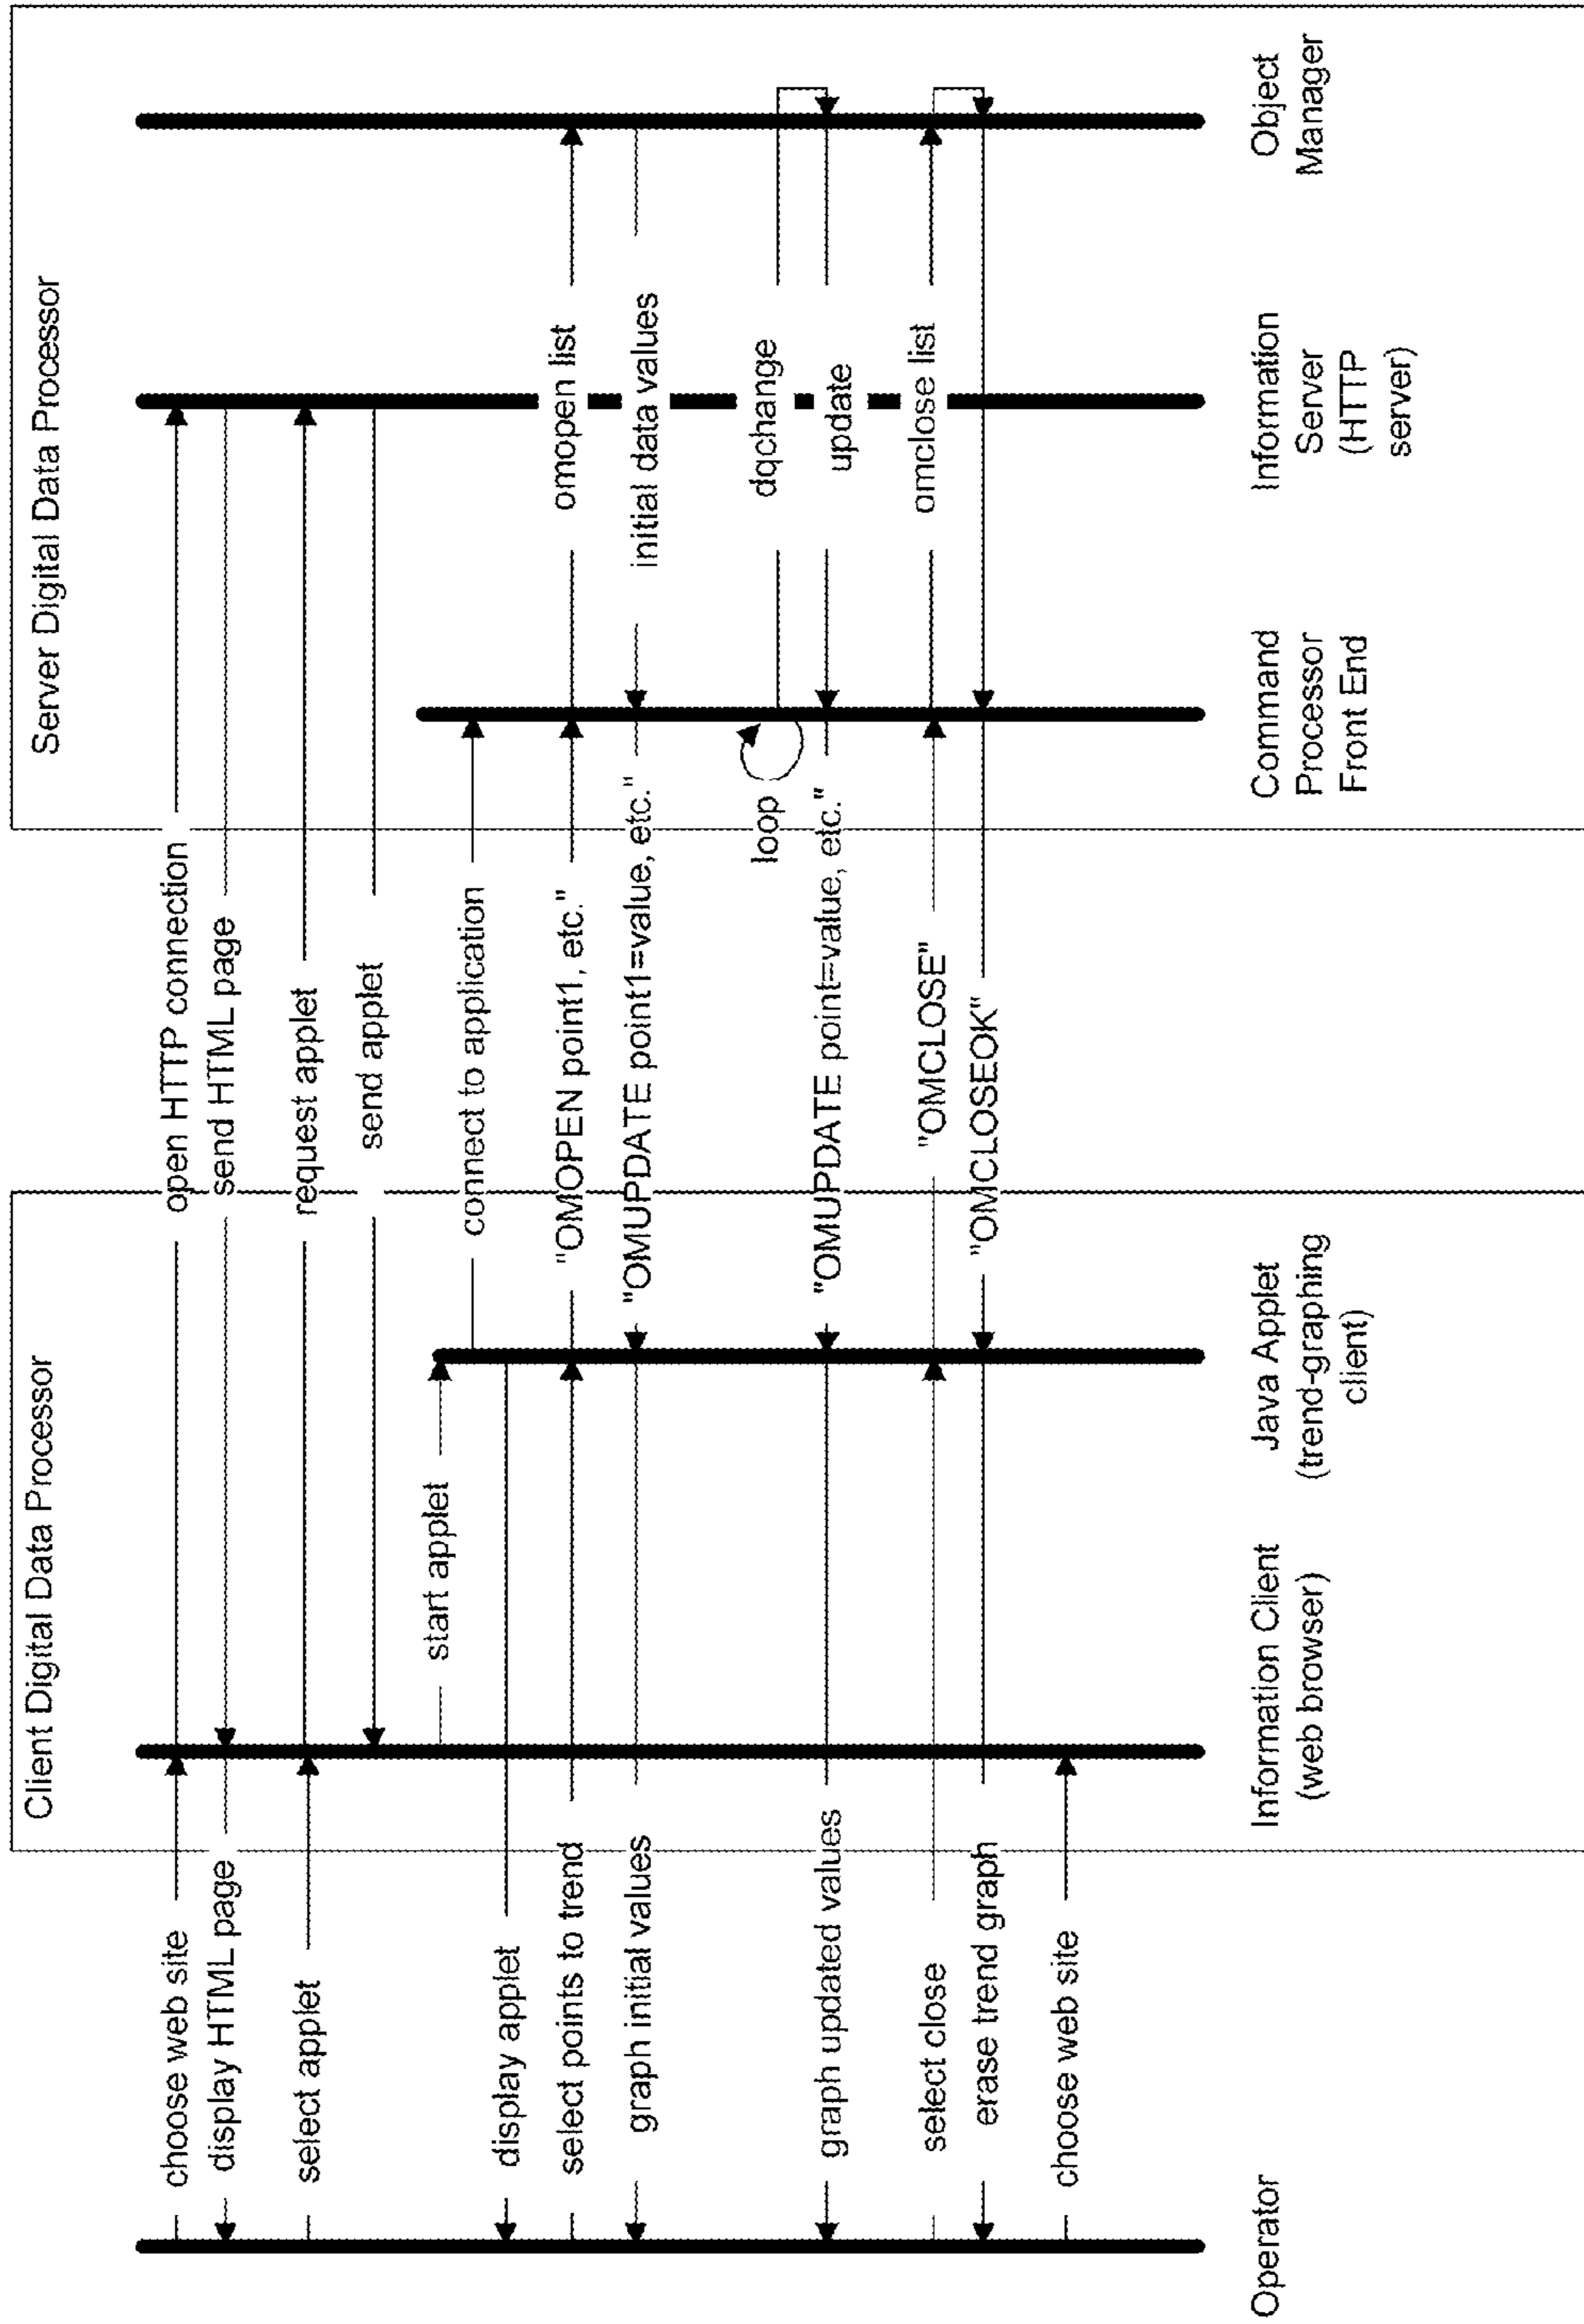 Client Digital Data Processor
Server Digital Data Processor
choose web site
open HTTP connection
display HTML page
send HTML page
select applet
request applet
send applet
start applet
connect to application
display applet
select points to trend
"OMOPEN point1, etc."
omopen list
graph initial values
"OMUPDATE point1=value, etc."
initial data values
loop
dqchange
graph updated values
"OMUPDATE point=value, etc."
update
select close
"OMCLOSE"
omclose list
erase trend graph
"OMCLOSEOK"
choose web site
Operator
Information Client
(web browser)
Java Applet
(trend-graphing
client)
Command
Processor
Front End
Information
Server
(HTTP
server)
Object
Manager